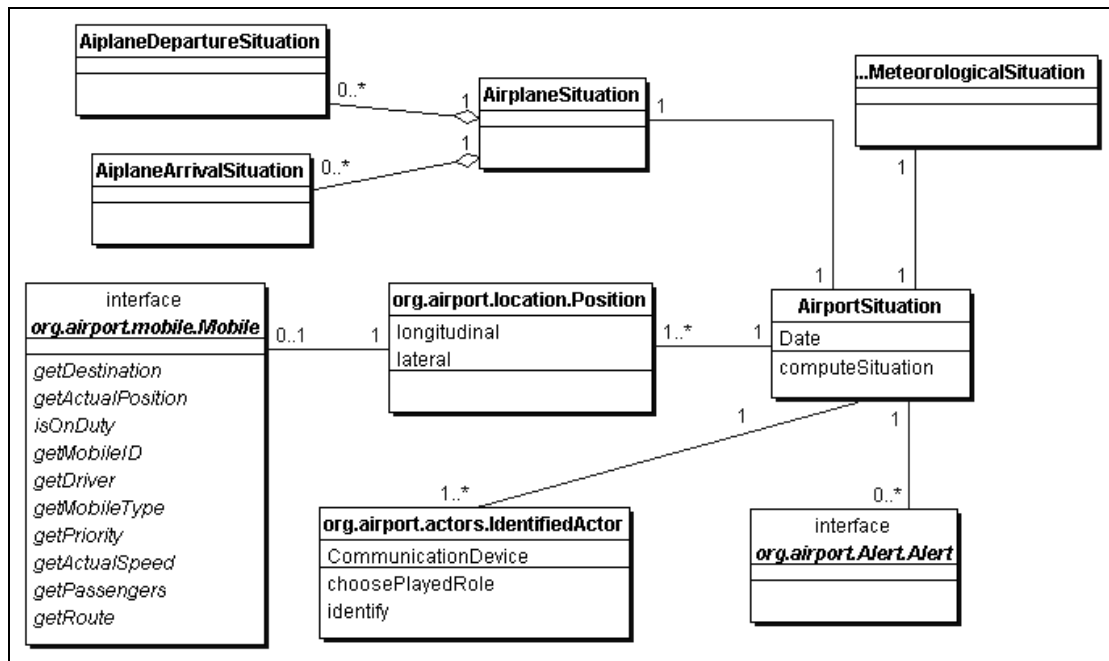 AiplaneDepartureSituation
0..*
1
AirplaneSituation
1
...MeteorologicalSituation
1
AiplaneArrivalSituation
0..*
1
1
1
interface
org.airport.mobile.Mobile
getDestination
getActualPosition
isOnDuty
getMobileID
getDriver
getMobileType
getPriority
getActualSpeed
getPassengers
getRoute
0..1
1
org.airport.location.Position
longitudinal
lateral
1..*
1
AirportSituation
Date
computeSituation
1
1
1..*
org.airport.actors.IdentifiedActor
CommunicationDevice
choosePlayedRole
identify
0..*
interface
org.airport.Alert.Alert